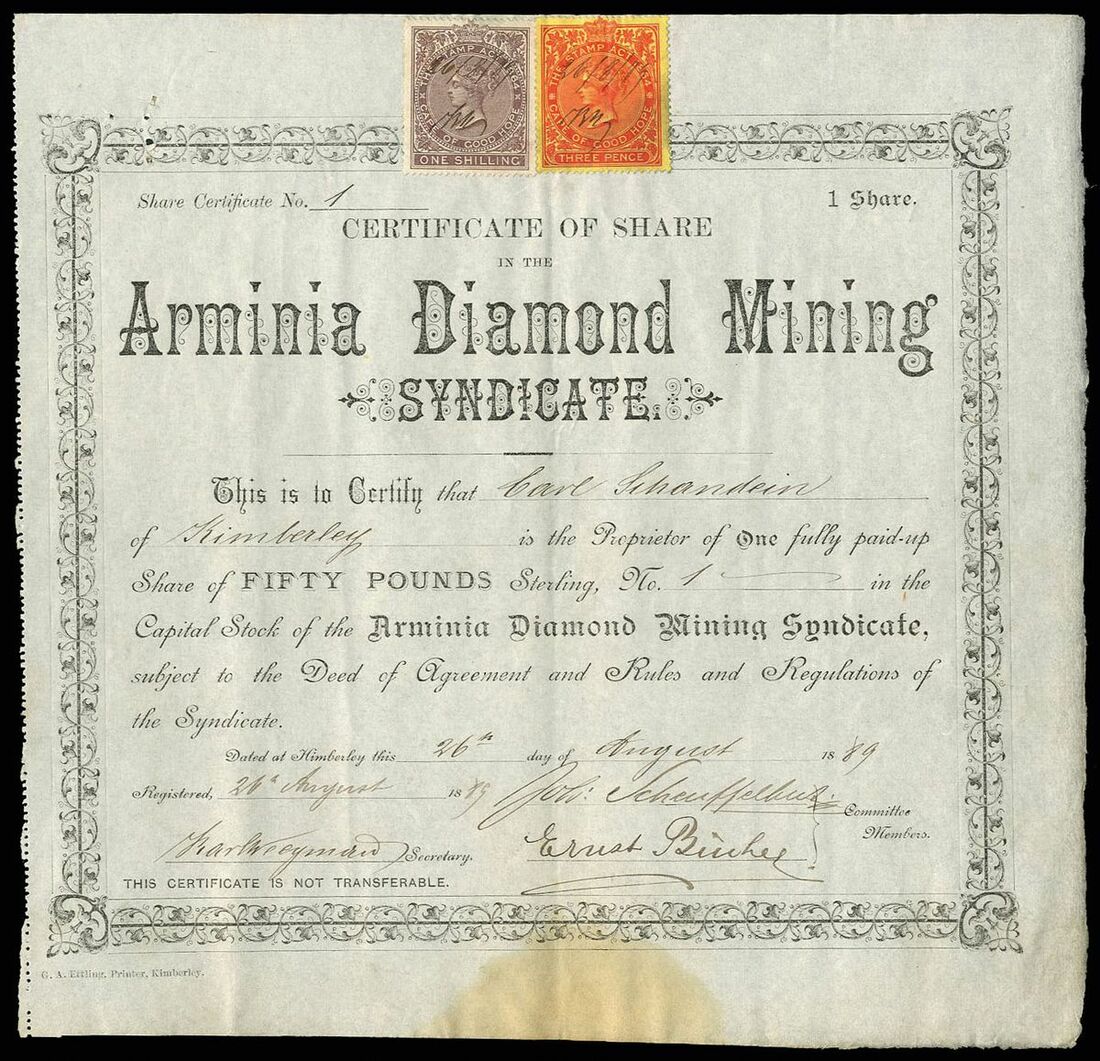 THE STAMP ACT 1864
CAPE OF GOOD HOPE
ONE SHILLING
THE STAMP ACT 1864
CAPE OF GOOD HOPE
THREE PENCE
Share Certificate No. 1
1 Share.
CERTIFICATE OF SHARE
IN THE
Arminia Diamond Mining
SYNDICATE.
This is to Certify that Carl Schandein
of Kimberley is the Proprietor of One fully paid-up
Share of FIFTY POUNDS Sterling, No. 1 in the
Capital Stock of the Arminia Diamond Mining Syndicate,
subject to the Deed of Agreement and Rules and Regulations of
the Syndicate.
Dated at Kimberley this 26th day of August 1889
Registered, 26th August 1889
Committee
Members.
Ernst
Secretary.
THIS CERTIFICATE IS NOT TRANSFERABLE.
G. A. Ettling, Printer, Kimberley.